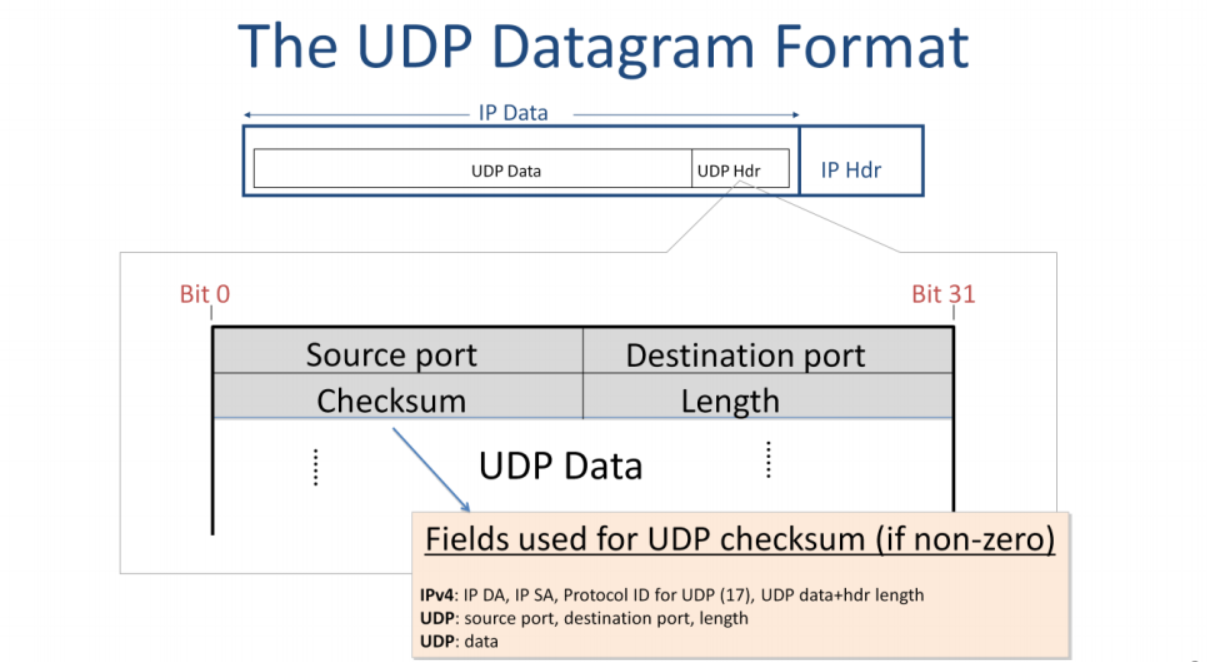 The UDP Datagram Format
IP Data
UDP Data UDP Hdr IP Hdr
Bit 0 Bit 31
Source port Destination port
Checksum Length
UDP Data
Fields used for UDP checksum (if non-zero)
IPv4: IP DA, IP SA, Protocol ID for UDP (17), UDP data+hdr length
UDP: source port, destination port, length
UDP: data